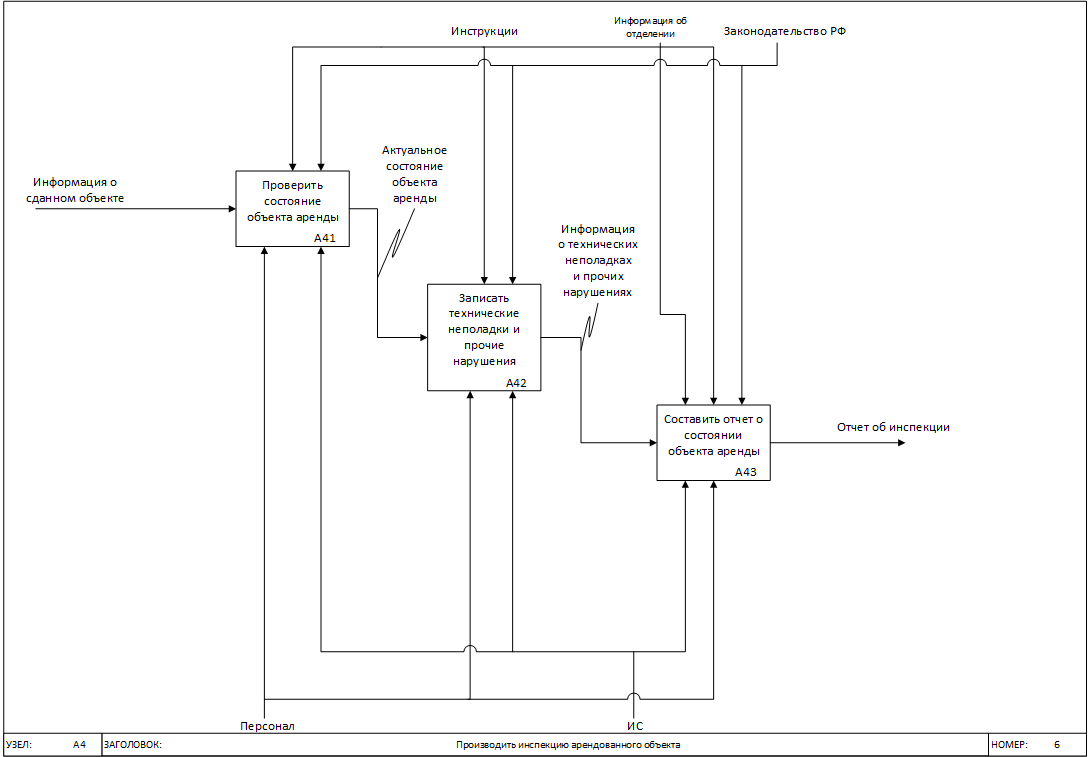 Инструкции
Информация об
отделении
Законодательство РФ
Актуальное
состояние
объекта
аренды
Информация о
сданном объекте
Проверить
состояние
объекта аренды
A41
Информация
о технических
неполадках
и прочих
нарушениях
Записать
технические
неполадки и
прочие
нарушения
A42
Составить отчет о
состоянии
объекта аренды
A43
Отчет об инспекции
Персонал
ИС
УЗЕЛ: A4 ЗАГОЛОВОК: Производить инспекцию арендованного объекта НОМЕР: 6